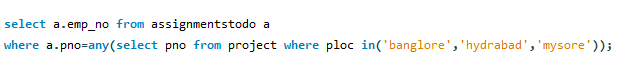 select a.emp_no from assignmentstodo a
where a.pno=any(select pno from project where ploc in('banglore','hydrabad','mysore'));